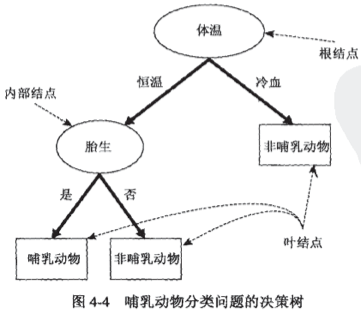 体温
根结点
恒温
冷血
内部结点
胎生
非哺乳动物
是
否
叶结点
哺乳动物
非哺乳动物
图 4-4 哺乳动物分类问题的决策树